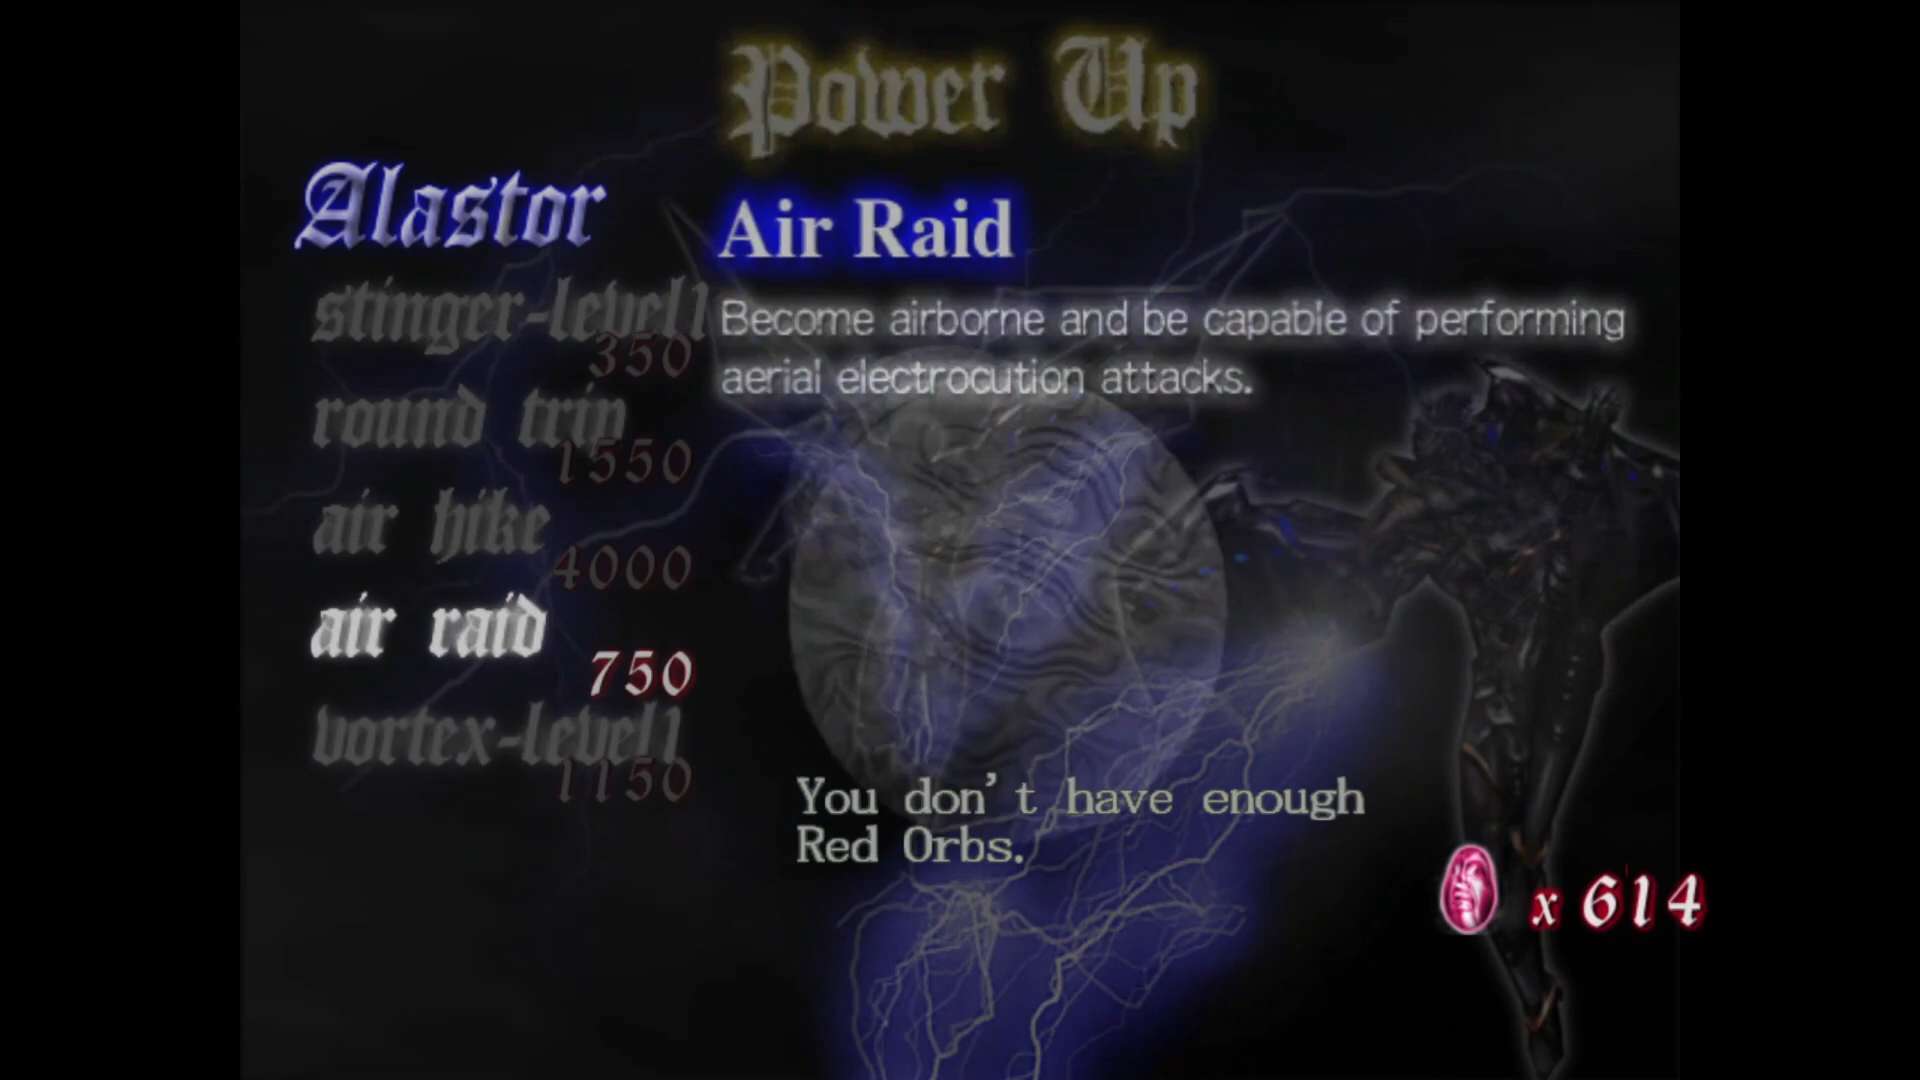 Power Up
Alastor
stinger-level1
350
round trip
1550
air hike
4000
air raid
750
vortex-level1
1150
Air Raid
Become airborne and be capable of performing
aerial electrocution attacks.
You don't have enough
Red Orbs.
x 614